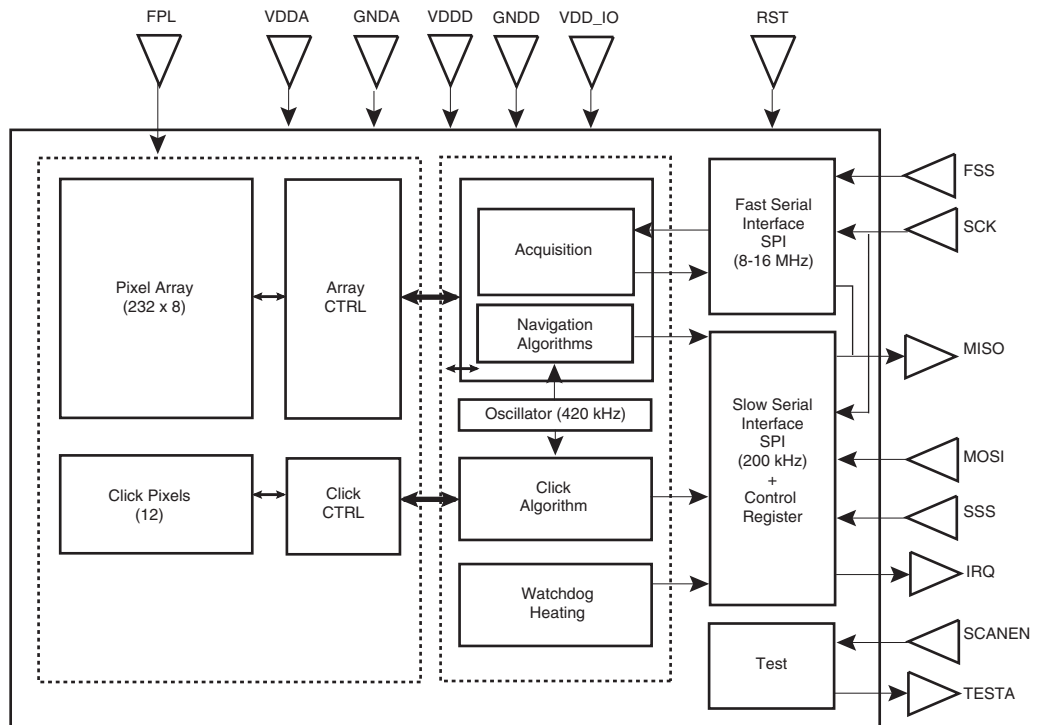 FPL
VDDA
GNDA
VDDD
GNDD
VDD_IO
RST
Pixel Array
(232 x 8)
Array
CTRL
Acquisition
Navigation
Algorithms
Oscillator (420 kHz)
Click Pixels
(12)
Click
CTRL
Click
Algorithm
Watchdog
Heating
Fast Serial
Interface
SPI
(8-16 MHz)
Slow Serial
Interface
SPI
(200 kHz)
+
Control
Register
Test
FSS
SCK
MISO
MOSI
SSS
IRQ
SCANEN
TESTA